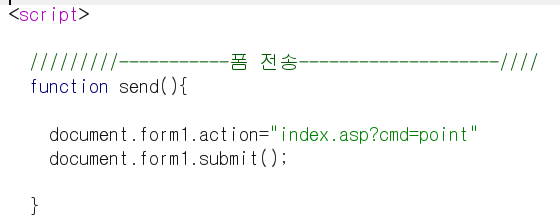 <script>
/////////-----------폼 전송--------------------////
function send(){
document.form1.action="index.asp?cmd=point"
document.form1.submit();
}